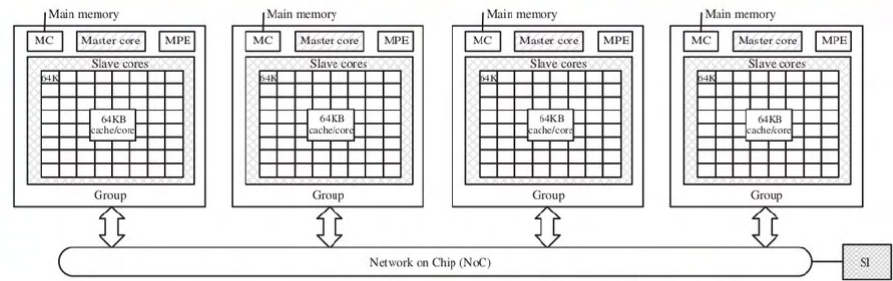 Main memory
Main memory
Main memory
Main memory
MC Master core MPE
MC Master core MPE
MC Master core MPE
MC Master core MPE
Slave cores
Slave cores
Slave cores
Slave cores
64K
64K
64K
64K
64KB
cache/core
64KB
cache/core
64KB
cache/core
64KB
cache/core
Group
Group
Group
Group
Network on Chip (NoC)
SI